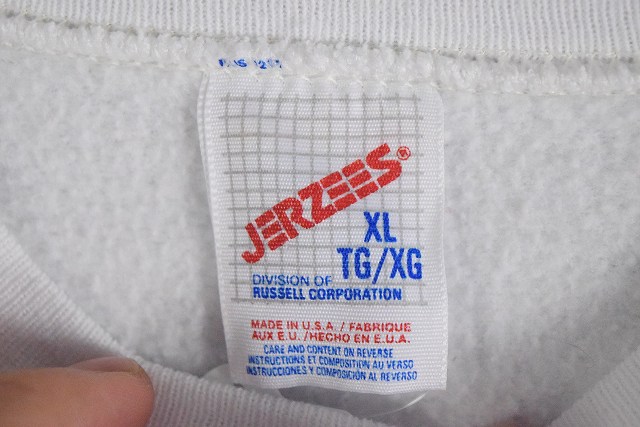 JERZEES®
XL
TG/XG
DIVISION OF
RUSSELL CORPORATION
MADE IN U.S.A. / FABRIQUE
AUX E.U. /HECHO EN E.U.A.
CARE AND CONTENT ON REVERSE
INSTRUCTIONS ET COMPOSITION AU VERSO
INSTRUCCIONES Y COMPOSICIÓN AL REVERSO